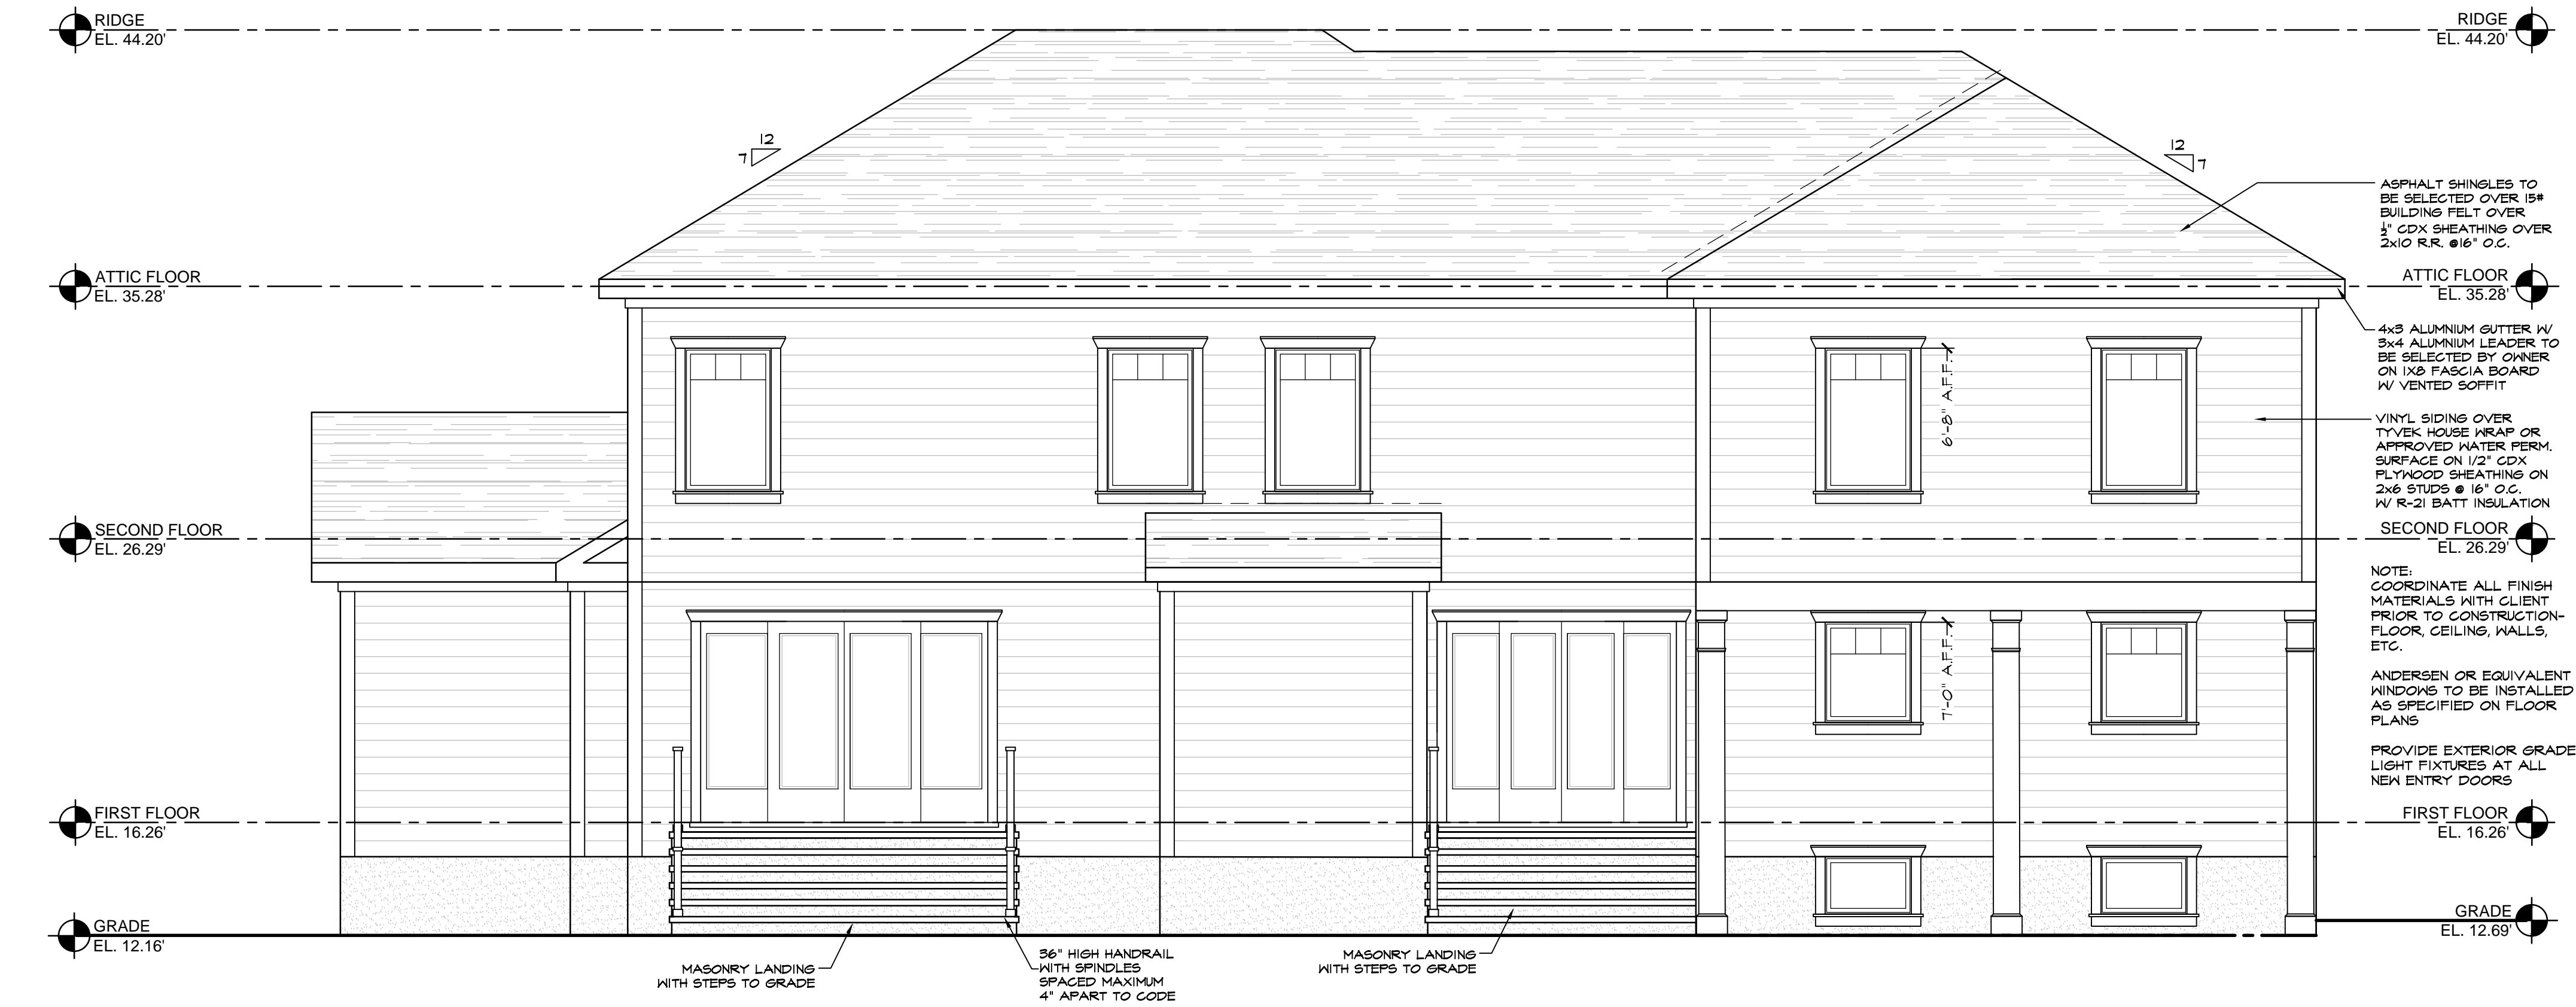 RIDGE
EL. 44.20'
RIDGE
EL. 44.20'
12
7
12
7
ASPHALT SHINGLES TO
BE SELECTED OVER 15#
BUILDING FELT OVER
½" CDX SHEATHING OVER
2x10 R.R. @16" O.C.
ATTIC FLOOR
EL. 35.28'
ATTIC FLOOR
EL. 35.28'
4x3 ALUMNIUM GUTTER W/
3x4 ALUMNIUM LEADER TO
BE SELECTED BY OWNER
ON 1X8 FASCIA BOARD
W/ VENTED SOFFIT
6'-8" A.F.F.
VINYL SIDING OVER
TYVEK HOUSE WRAP OR
APPROVED WATER PERM.
SURFACE ON 1/2" CDX
PLYWOOD SHEATHING ON
2x6 STUDS @ 16" O.C.
W/ R-21 BATT INSULATION
SECOND FLOOR
EL. 26.29'
SECOND FLOOR
EL. 26.29'
NOTE:
COORDINATE ALL FINISH
MATERIALS WITH CLIENT
PRIOR TO CONSTRUCTION-
FLOOR, CEILING, WALLS,
ETC.
7'-0" A.F.F.
ANDERSEN OR EQUIVALENT
WINDOWS TO BE INSTALLED
AS SPECIFIED ON FLOOR
PLANS
PROVIDE EXTERIOR GRADE
LIGHT FIXTURES AT ALL
NEW ENTRY DOORS
FIRST FLOOR
EL. 16.26'
FIRST FLOOR
EL. 16.26'
GRADE
EL. 12.16'
GRADE
EL. 12.69'
MASONRY LANDING
WITH STEPS TO GRADE
36" HIGH HANDRAIL
WITH SPINDLES
SPACED MAXIMUM
4" APART TO CODE
MASONRY LANDING
WITH STEPS TO GRADE